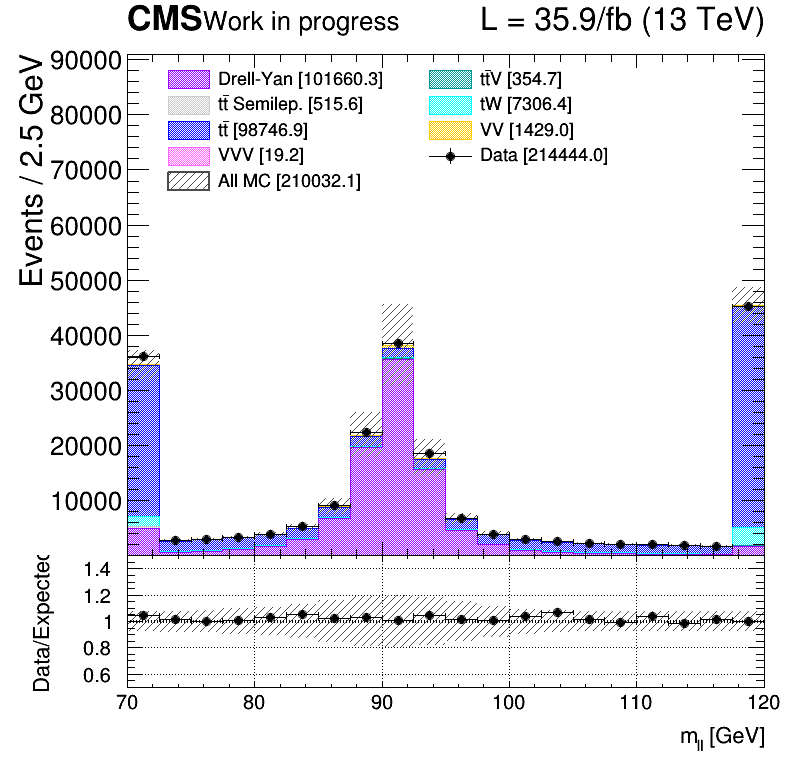 CMS Work in progress L = 35.9/fb (13 TeV)
Events / 2.5 GeV
90000
80000
70000
60000
50000
40000
30000
20000
10000
Drell-Yan [101660.3]
tt̄ Semilep. [515.6]
tt̄ [98746.9]
VVV [19.2]
All MC [210032.1]
tt̄V [354.7]
tW [7306.4]
VV [1429.0]
Data [214444.0]
Data/Expected
1.4
1.2
1
0.8
0.6
70 80 90 100 110 120
m_ll [GeV]